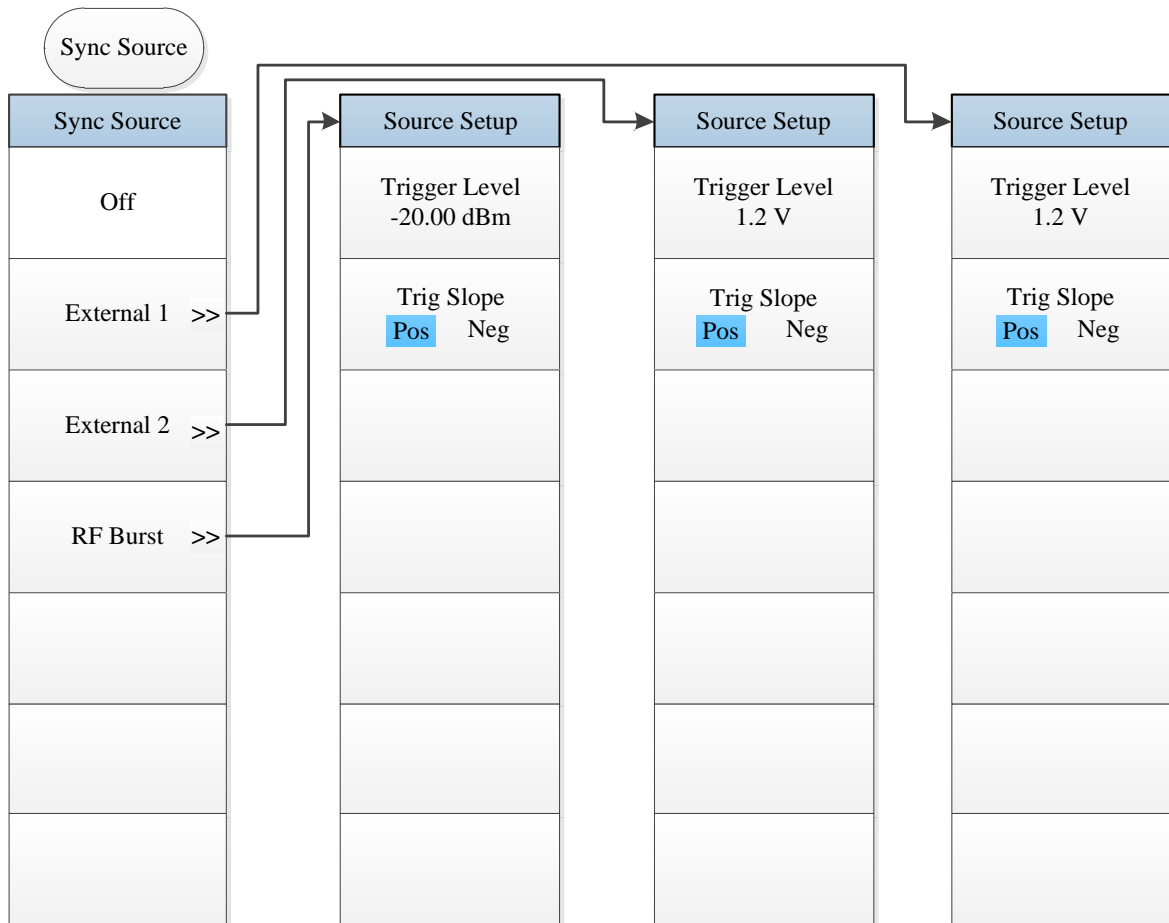 Sync Source
Sync Source
Off
External 1 >>
External 2 >>
RF Burst >>
Source Setup
Trigger Level
-20.00 dBm
Trig Slope
Pos Neg
Source Setup
Trigger Level
1.2 V
Trig Slope
Pos Neg
Source Setup
Trigger Level
1.2 V
Trig Slope
Pos Neg